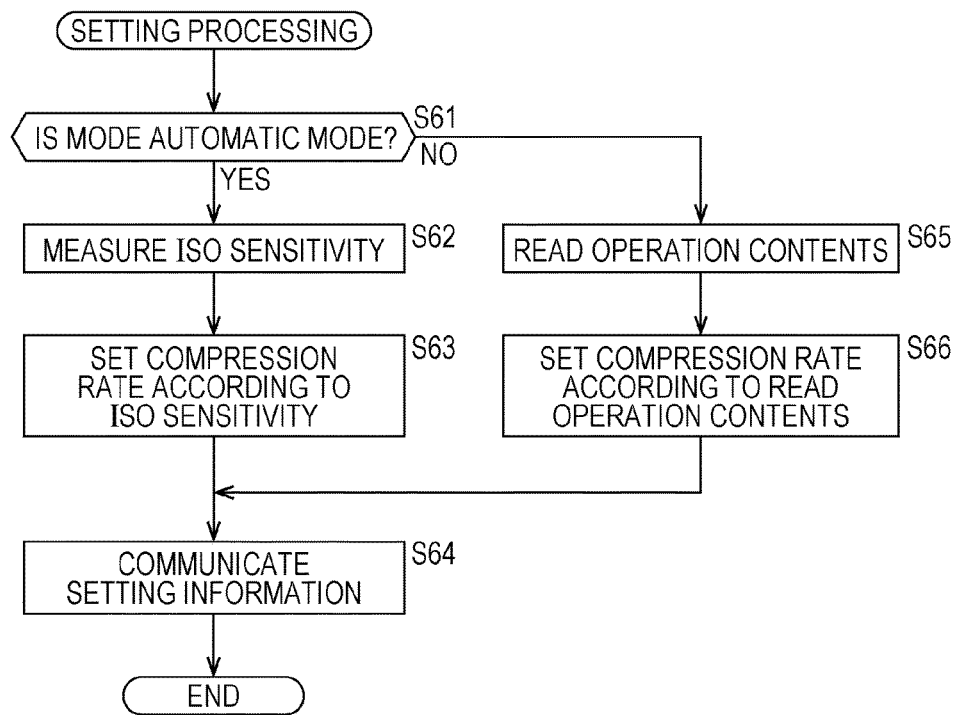 SETTING PROCESSING
IS MODE AUTOMATIC MODE?
S61
NO
YES
MEASURE ISO SENSITIVITY
S62
READ OPERATION CONTENTS
S65
SET COMPRESSION
RATE ACCORDING TO
ISO SENSITIVITY
S63
SET COMPRESSION RATE
ACCORDING TO READ
OPERATION CONTENTS
S66
COMMUNICATE
SETTING INFORMATION
S64
END